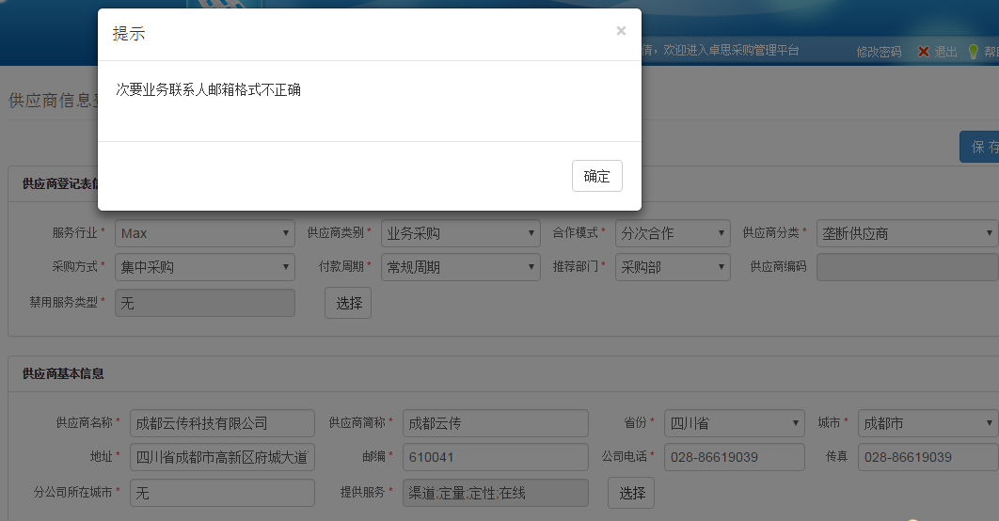 提示
×
情，欢迎进入卓思采购管理平台
修改密码
退出
次要业务联系人邮箱格式不正确
供应商信息
保 存
确定
供应商登记表
服务行业 * Max 供应商类别 * 业务采购 合作模式 * 分次合作 供应商分类 * 垄断供应商
采购方式 * 集中采购 付款周期 * 常规周期 推荐部门 * 采购部 供应商编码
禁用服务类型 * 无 选择
供应商基本信息
供应商名称 * 成都云传科技有限公司 供应商简称 * 成都云传 省份 * 四川省 城市 * 成都市
地址 * 四川省成都市高新区府城大道 邮编 * 610041 公司电话 * 028-86619039 传真 028-86619039
分公司所在城市 * 无 提供服务 * 渠道;定量;定性;在线 选择